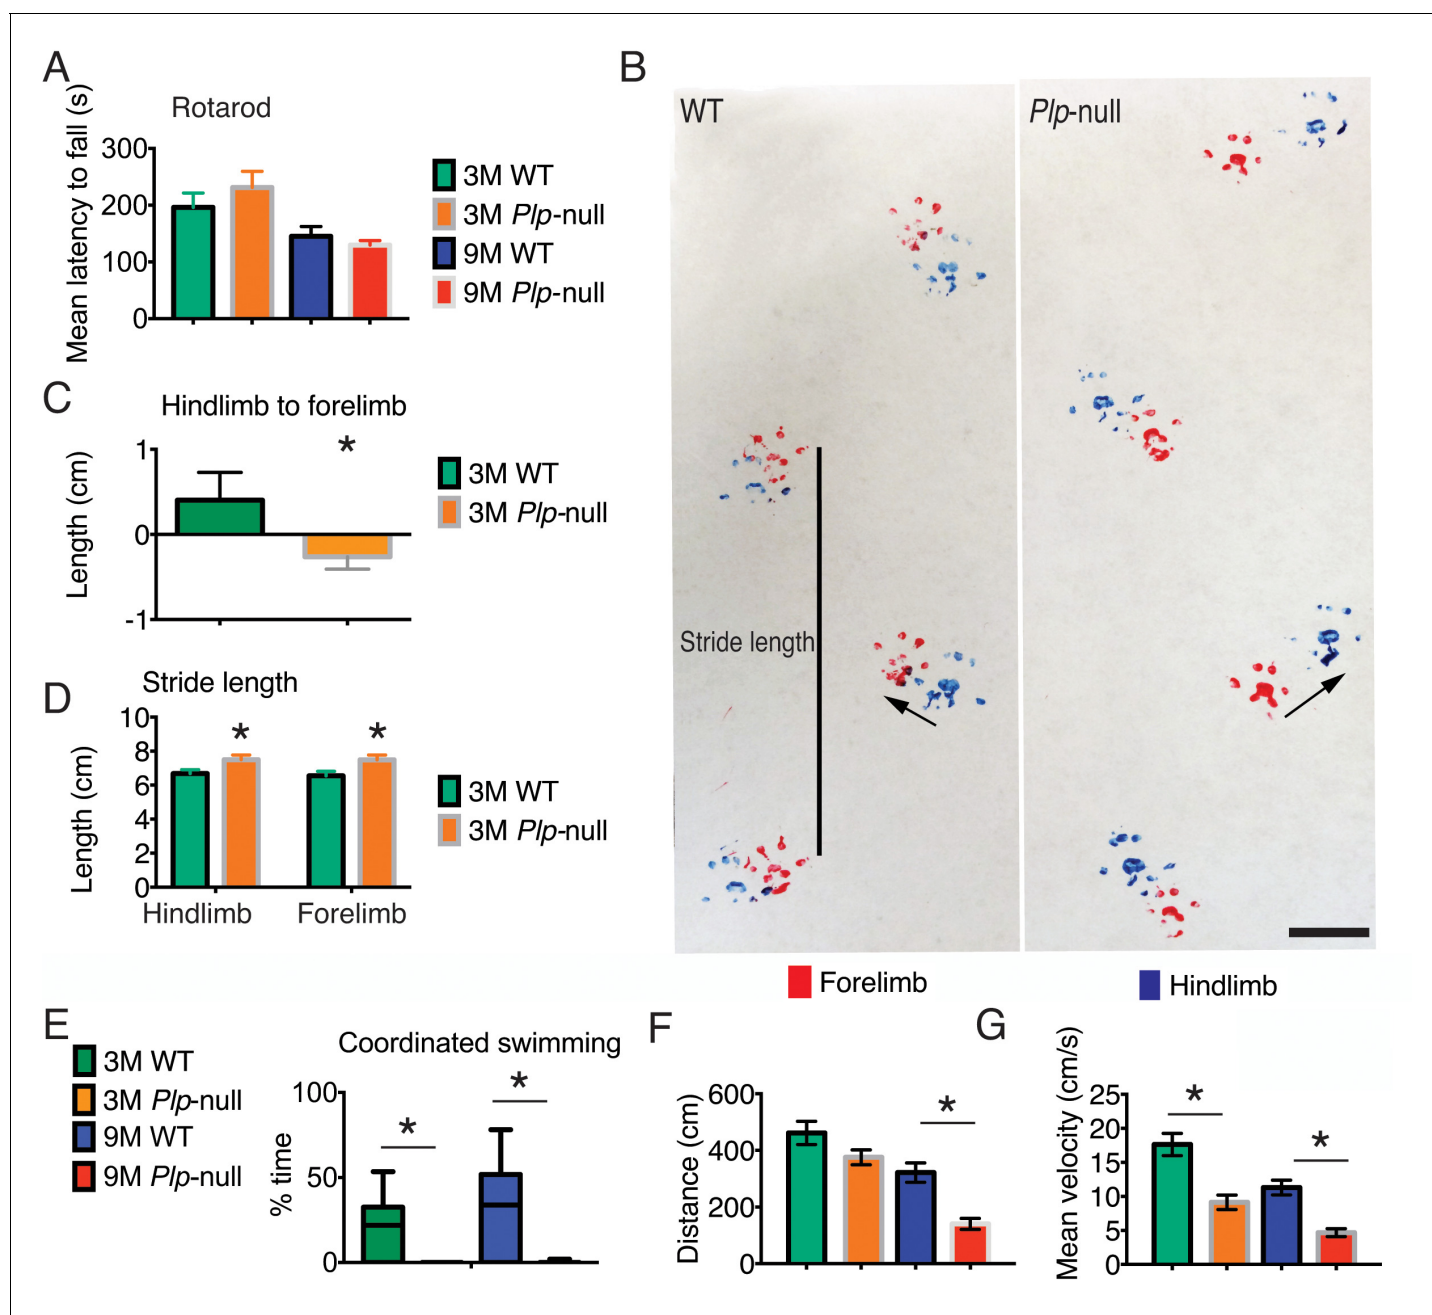 A
Rotarod
Mean latency to fall (s)
300
200
100
0
3M WT
3M Plp-null
9M WT
9M Plp-null
B
WT
Plp-null
Stride length
Forelimb
Hindlimb
C
Hindlimb to forelimb
*
Length (cm)
1
0
-1
3M WT
3M Plp-null
D
Stride length
* *
Length (cm)
10
8
6
4
2
0
Hindlimb Forelimb
3M WT
3M Plp-null
E
3M WT
3M Plp-null
9M WT
9M Plp-null
Coordinated swimming
% time
100
50
0
* *
F
Distance (cm)
600
400
200
0
*
G
Mean velocity (cm/s)
25
20
15
10
5
0
* *